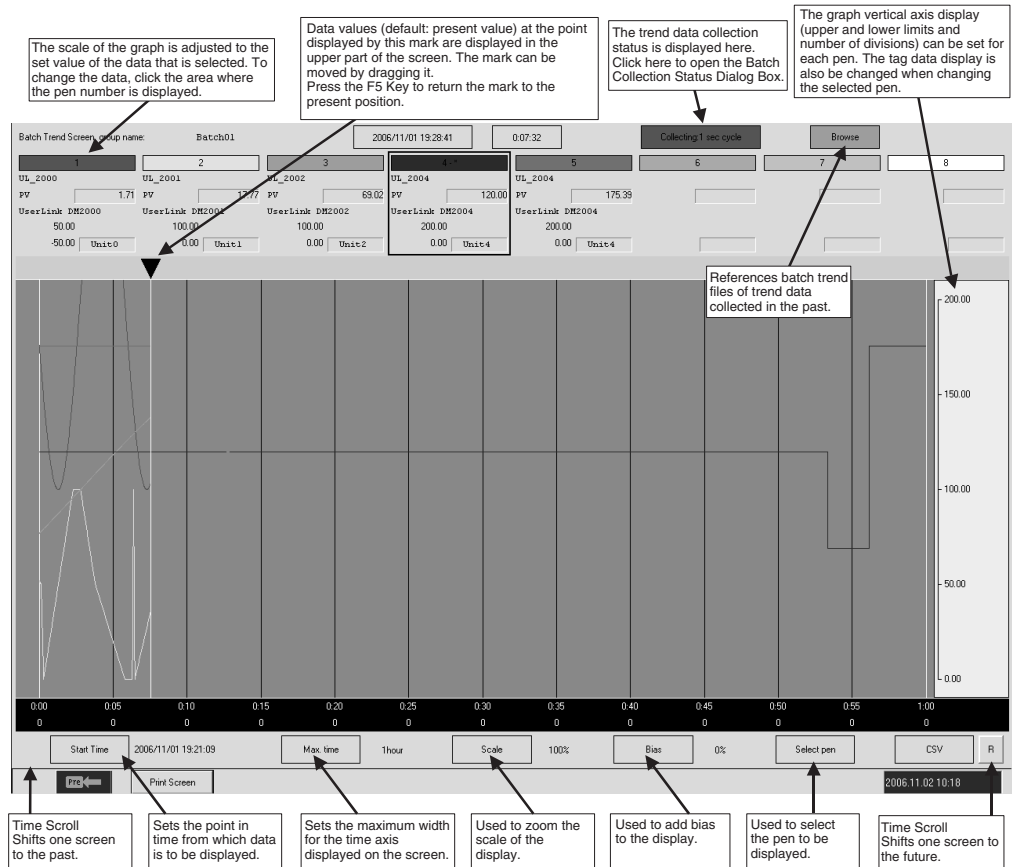 The scale of the graph is adjusted to the
set value of the data that is selected. To
change the data, click the area where
the pen number is displayed.
Data values (default: present value) at the point
displayed by this mark are displayed in the
upper part of the screen. The mark can be
moved by dragging it.
Press the F5 Key to return the mark to the
present position.
The trend data collection
status is displayed here.
Click here to open the Batch
Collection Status Dialog Box.
The graph vertical axis display
(upper and lower limits and
number of divisions) can be set for
each pen. The tag data display is
also be changed when changing
the selected pen.
Batch Trend Screen, group name: Batch01 2006/11/01 19:28:41 0:07:32 Collecting:1 sec cycle Browse
1 2 3 4 - * 5 6 7 8
UL_2000 UL_2001 UL_2002 UL_2004 UL_2004
PV 1.71 PV 17.77 PV 69.02 PV 120.00 PV 175.39
UserLink DM2000 UserLink DM2001 UserLink DM2002 UserLink DM2004 UserLink DM2004
50.00 100.00 100.00 200.00 200.00
-50.00 Unit0 0.00 Unit1 0.00 Unit2 0.00 Unit4 0.00 Unit4
References batch trend
files of trend data
collected in the past.
200.00
150.00
100.00
50.00
0.00
0:00 0:05 0:10 0:15 0:20 0:25 0:30 0:35 0:40 0:45 0:50 0:55 1:00
0 0 0 0 0 0 0 0 0 0 0 0 0
Start Time 2006/11/01 19:21:09 Max. time 1hour Scale 100% Bias 0% Select pen CSV R
Pre Print Screen 2006.11.02 10:18
Time Scroll
Shifts one screen
to the past.
Sets the point in
time from which data
is to be displayed.
Sets the maximum width
for the time axis
displayed on the screen.
Used to zoom the
scale of the
display.
Used to add bias
to the display.
Used to select
the pen to be
displayed.
Time Scroll
Shifts one screen to
the future.